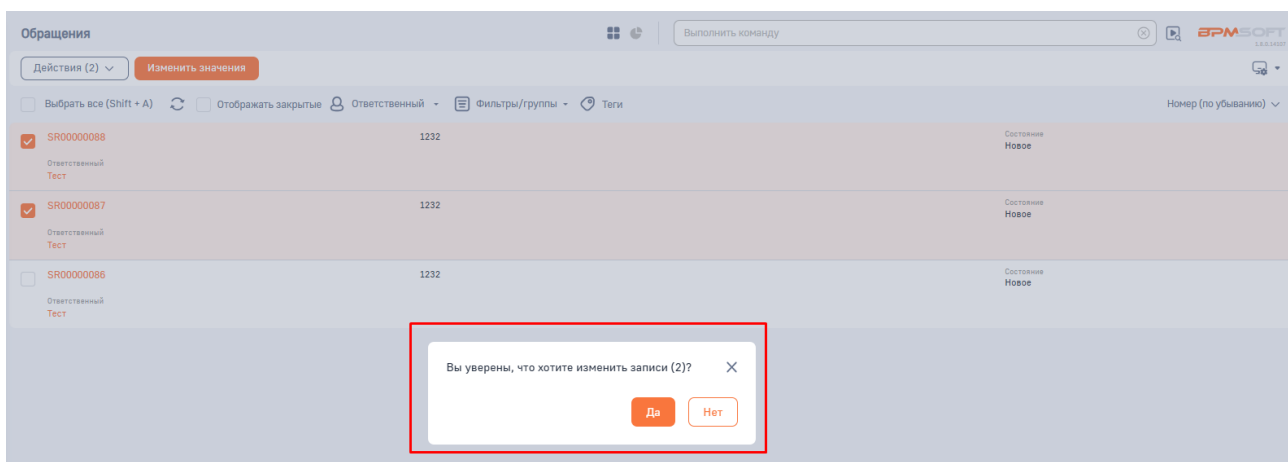 Обращения
Выполнить команду
BPMSOFT
Действия (2)
Изменить значения
Выбрать все (Shift + A)
Отображать закрытые
Ответственный
Фильтры/группы
Теги
Номер (по убыванию)
SR00000088
1232
Состояние
Новое
Ответственный
Тест
SR00000087
1232
Состояние
Новое
Ответственный
Тест
SR00000086
1232
Состояние
Новое
Ответственный
Тест
Вы уверены, что хотите изменить записи (2)?
Да
Нет